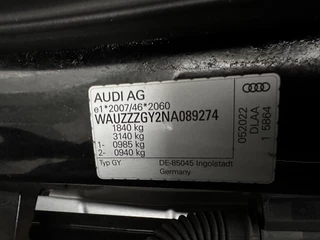 AUDI AG
e1*2007/46*2060
WAUZZZGY2NA089274
1840 kg
3140 kg
1- 0985 kg
2- 0940 kg
Typ GY
DE-85045 Ingolstadt
Germany
052022
DLAA
1 5864